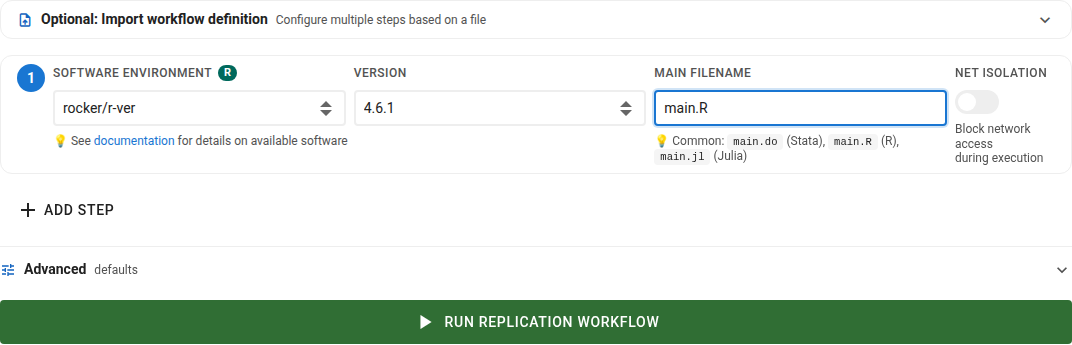 Optional: Import workflow definition Configure multiple steps based on a file
1 SOFTWARE ENVIRONMENT R VERSION MAIN FILENAME NET ISOLATION
rocker/r-ver 4.6.1 main.R
💡 See documentation for details on available software
💡 Common: main.do (Stata), main.R (R),
main.jl (Julia)
Block network
access
during execution
ADD STEP
Advanced defaults
RUN REPLICATION WORKFLOW